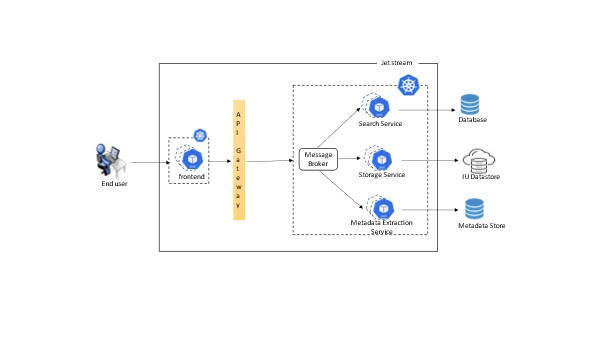 Jet stream
Search Service
Database
API Gateway
Message
Broker
End user
frontend
Storage Service
IU Datastore
Metadata Extraction
Service
Metadata Store